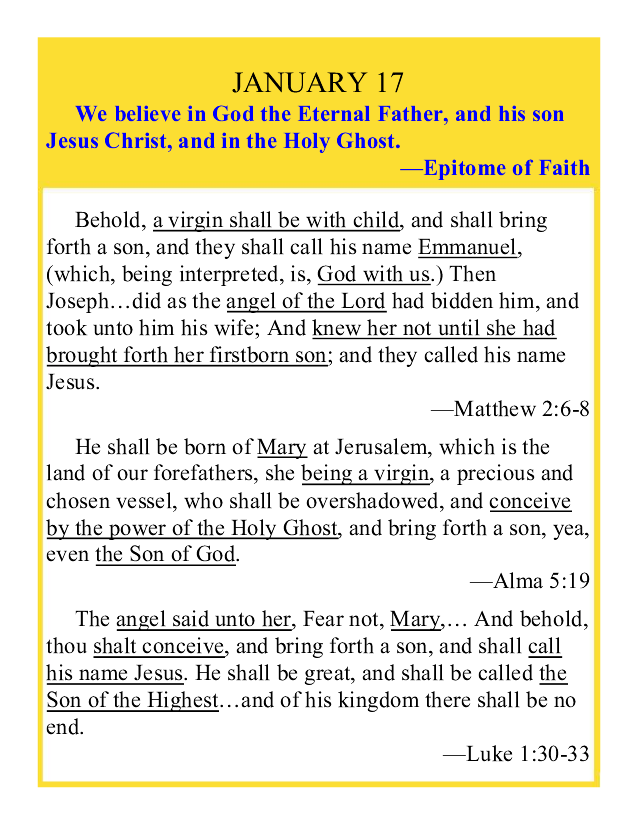 JANUARY 17
We believe in God the Eternal Father, and his son
Jesus Christ, and in the Holy Ghost.
—Epitome of Faith
Behold, a virgin shall be with child, and shall bring
forth a son, and they shall call his name Emmanuel,
(which, being interpreted, is, God with us.) Then
Joseph…did as the angel of the Lord had bidden him, and
took unto him his wife; And knew her not until she had
brought forth her firstborn son; and they called his name
Jesus.
—Matthew 2:6-8
He shall be born of Mary at Jerusalem, which is the
land of our forefathers, she being a virgin, a precious and
chosen vessel, who shall be overshadowed, and conceive
by the power of the Holy Ghost, and bring forth a son, yea,
even the Son of God.
—Alma 5:19
The angel said unto her, Fear not, Mary,… And behold,
thou shalt conceive, and bring forth a son, and shall call
his name Jesus. He shall be great, and shall be called the
Son of the Highest…and of his kingdom there shall be no
end.
—Luke 1:30-33